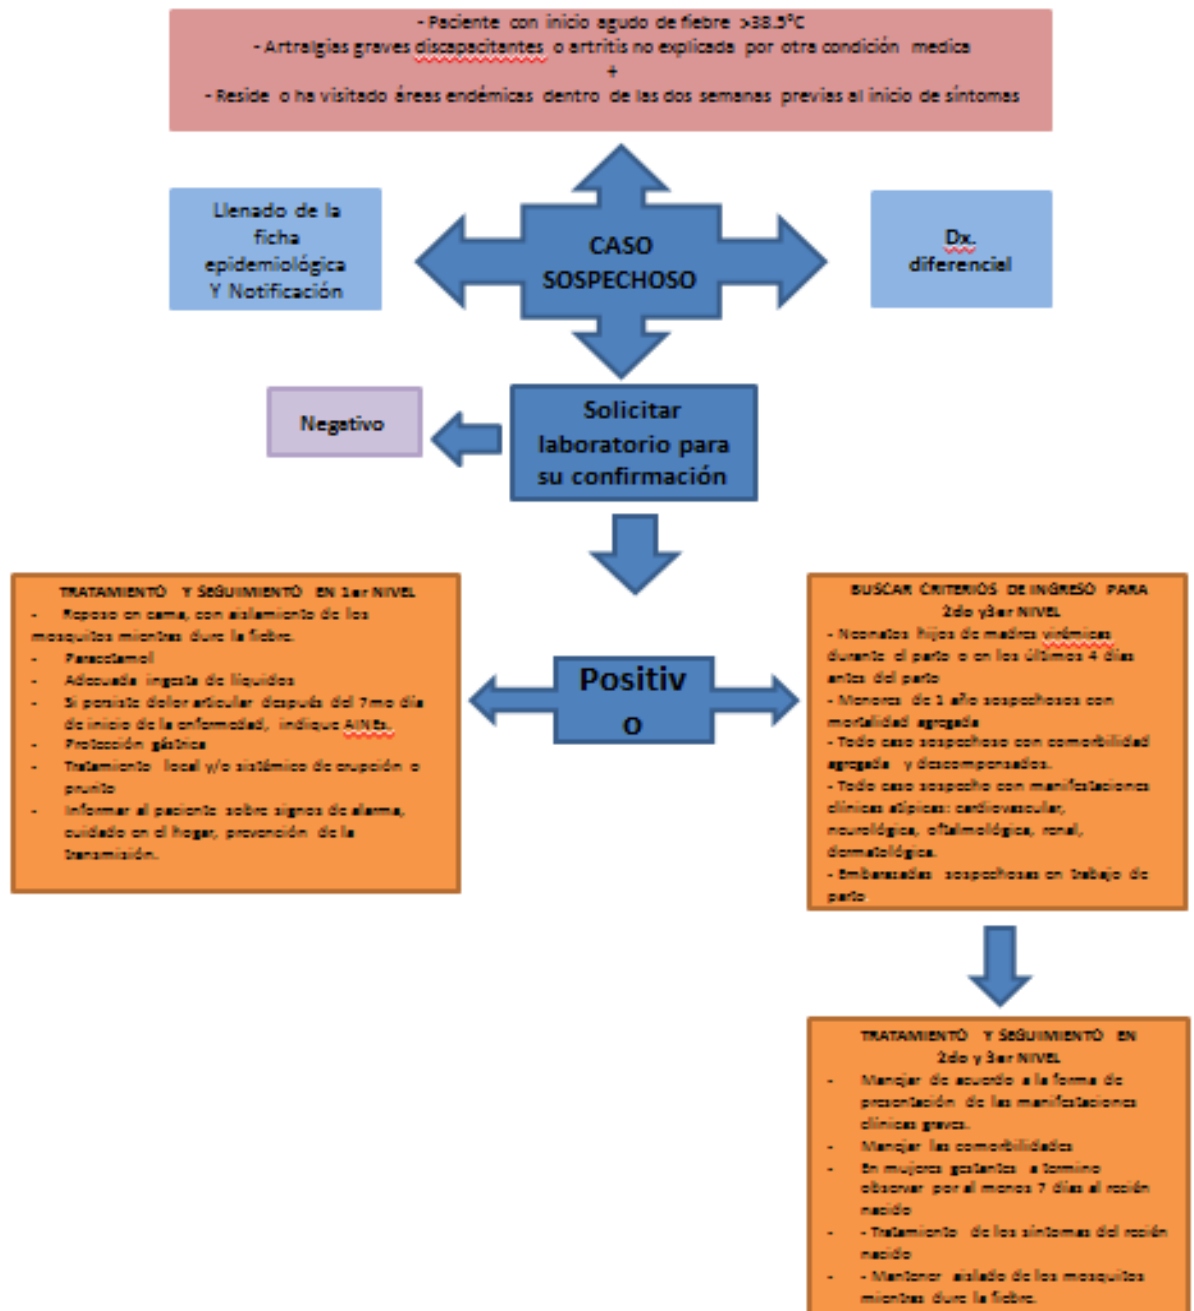 - Paciente con inicio agudo de fiebre >38.5°C
- Artralgias graves discapacitantes o artritis no explicada por otra condición medica
+
- Reside o ha visitado áreas endémicas dentro de las dos semanas previas al inicio de síntomas
Llenado de la
ficha
epidemiológica
Y Notificación
CASO
SOSPECHOSO
Dx.
diferencial
Negativo
Solicitar
laboratorio para
su confirmación
TRATAMIENTO Y SEGUIMIENTO EN 1er NIVEL
- Reposo en cama, con aislamiento de los
mosquitos mientras dure la fiebre.
- Paracetamol
- Adecuada ingesta de líquidos
- Si persiste dolor articular después del 7mo día
de inicio de la enfermedad, indique AINEs.
- Protección gástrica
- Tratamiento local y/o sistémico de erupción o
prurito
- Informar al paciente sobre signos de alarma,
cuidado en el hogar, prevención de la
transmisión.
Positiv
o
BUSCAR CRITERIOS DE INGRESO PARA
2do y3er NIVEL
- Neonatos hijos de madres virémicas
durante el parto o en los últimos 4 días
antes del parto
- Menores de 1 año sospechosos con
mortalidad agregada
- Todo caso sospechoso con comorbilidad
agregada y descompensados.
- Todo caso sospecho con manifestaciones
clínicas atípicas: cardiovascular,
neurológica, oftalmológica, renal,
dermatológica.
- Embarazadas sospechosas en trabajo de
parto.
TRATAMIENTO Y SEGUIMIENTO EN
2do y 3er NIVEL
- Manejar de acuerdo a la forma de
presentación de las manifestaciones
clínicas graves.
- Manejar las comorbilidades
- En mujeres gestantes a termino
observar por al menos 7 días al recién
nacido
- - Tratamiento de los síntomas del recién
nacido
- - Mantener aislado de los mosquitos
mientras dure la fiebre.